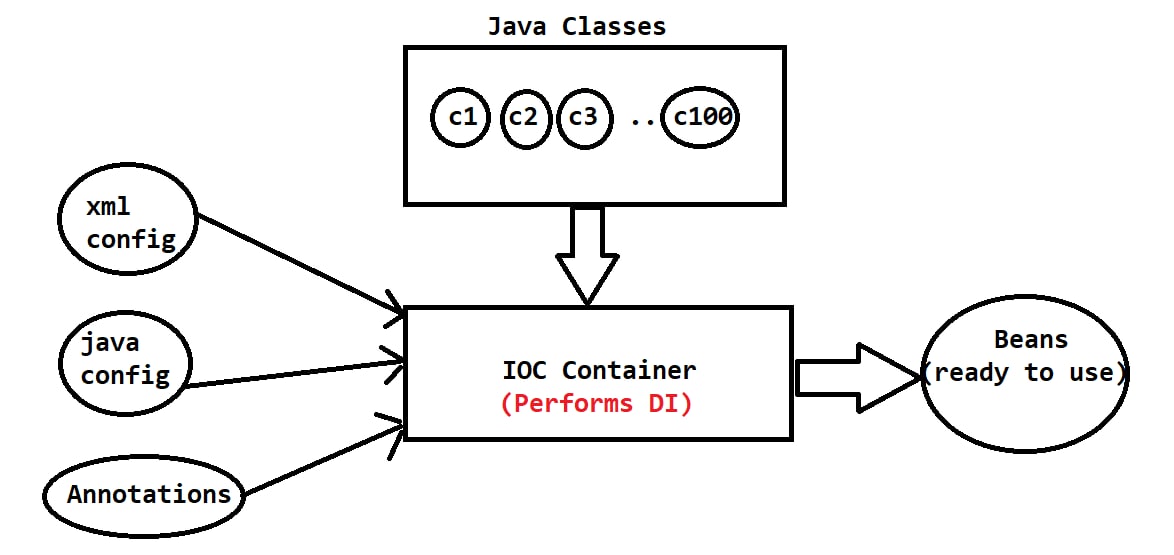 Java Classes
c1 c2 c3 .. c100
xml
config
java
config
Annotations
IOC Container
(Performs DI)
Beans
(ready to use)